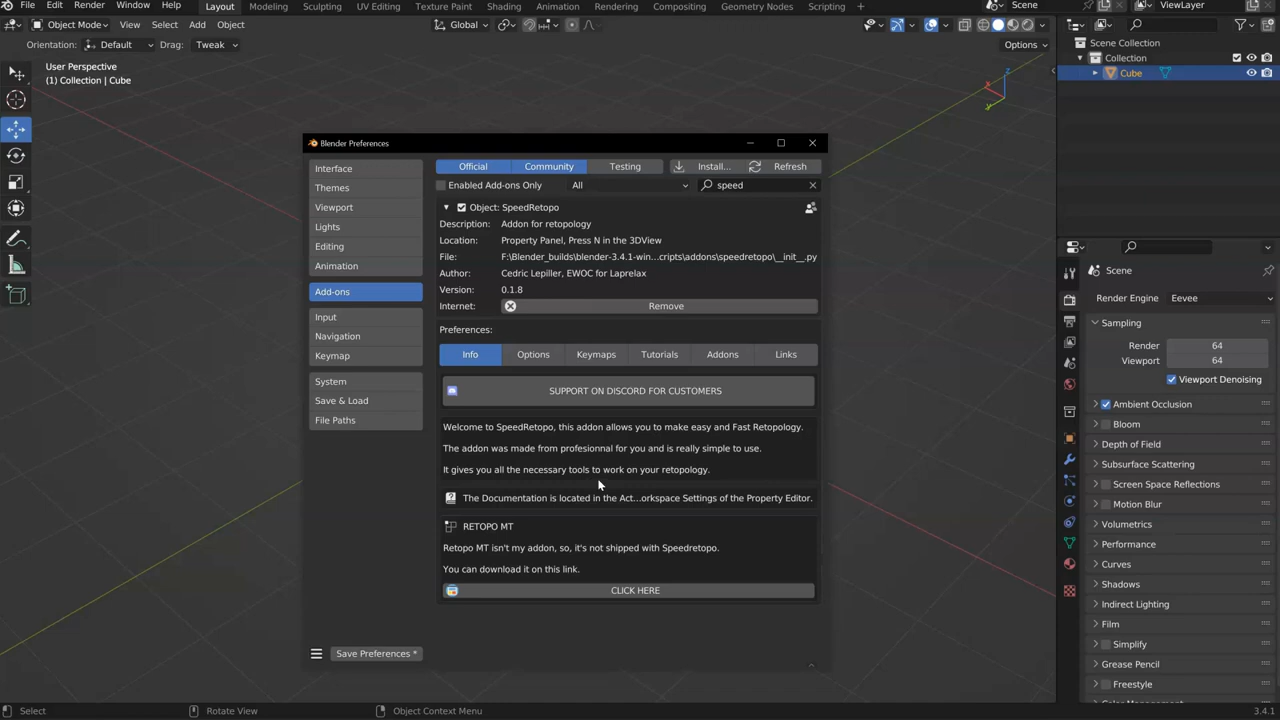 File Edit Render Window Help Layout Modeling Sculpting UV Editing Texture Paint Shading Animation Rendering Compositing Geometry Nodes Scripting Scene ViewLayer
Object Mode View Select Add Object Global
Orientation: Default Drag: Tweak Options
User Perspective
(1) Collection | Cube
X
Y
Z
Scene Collection
Collection
Cube
Blender Preferences
Interface
Themes
Viewport
Lights
Editing
Animation
Add-ons
Input
Navigation
Keymap
System
Save & Load
File Paths
Save Preferences *
Official Community Testing Install... Refresh
Enabled Add-ons Only All speed
Object: SpeedRetopo
Description: Addon for retopology
Location: Property Panel, Press N in the 3DView
File: F:\Blender_builds\blender-3.4.1-win...cripts\addons\speedretopo\__init__.py
Author: Cedric Lepiller, EWOC for Laprelax
Version: 0.1.8
Internet: Remove
Preferences:
Info Options Keymaps Tutorials Addons Links
SUPPORT ON DISCORD FOR CUSTOMERS
Welcome to SpeedRetopo, this addon allows you to make easy and Fast Retopology.
The addon was made from profesionnal for you and is really simple to use.
It gives you all the necessary tools to work on your retopology.
The Documentation is located in the Act...orkspace Settings of the Property Editor.
RETOPO MT
Retopo MT isn't my addon, so, it's not shipped with Speedretopo.
You can download it on this link.
CLICK HERE
Scene
Render Engine Eevee
Sampling
Render 64
Viewport 64
Viewport Denoising
Ambient Occlusion
Bloom
Depth of Field
Subsurface Scattering
Screen Space Reflections
Motion Blur
Volumetrics
Performance
Curves
Shadows
Indirect Lighting
Film
Simplify
Grease Pencil
Freestyle
Select Rotate View Object Context Menu 3.4.1